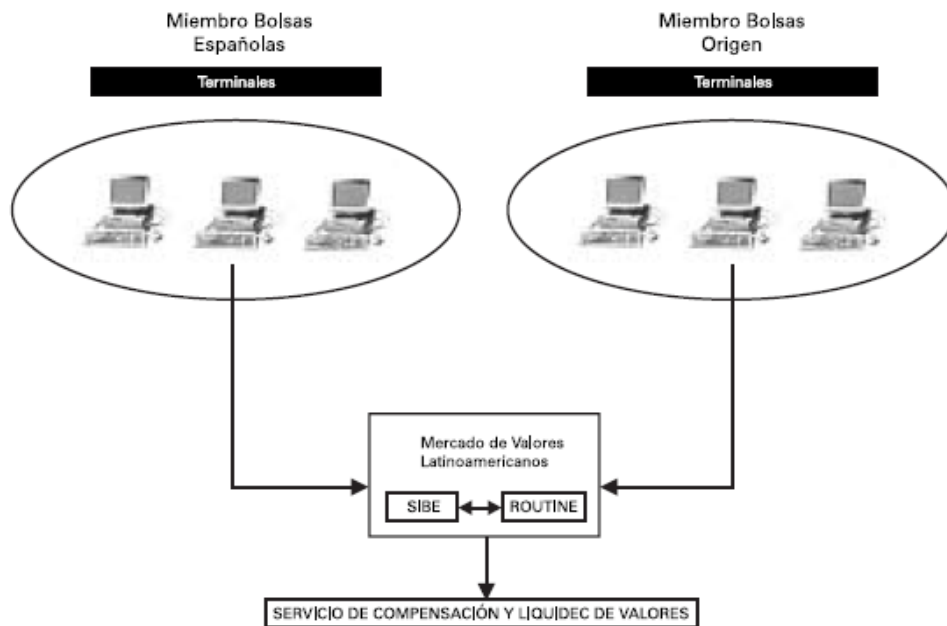 Miembro Bolsas
Españolas
Terminales
Miembro Bolsas
Origen
Terminales
Mercado de Valores
Latinoamericanos
SIBE
ROUTINE
SERVICIO DE COMPENSACIÓN Y LIQUIDEC DE VALORES